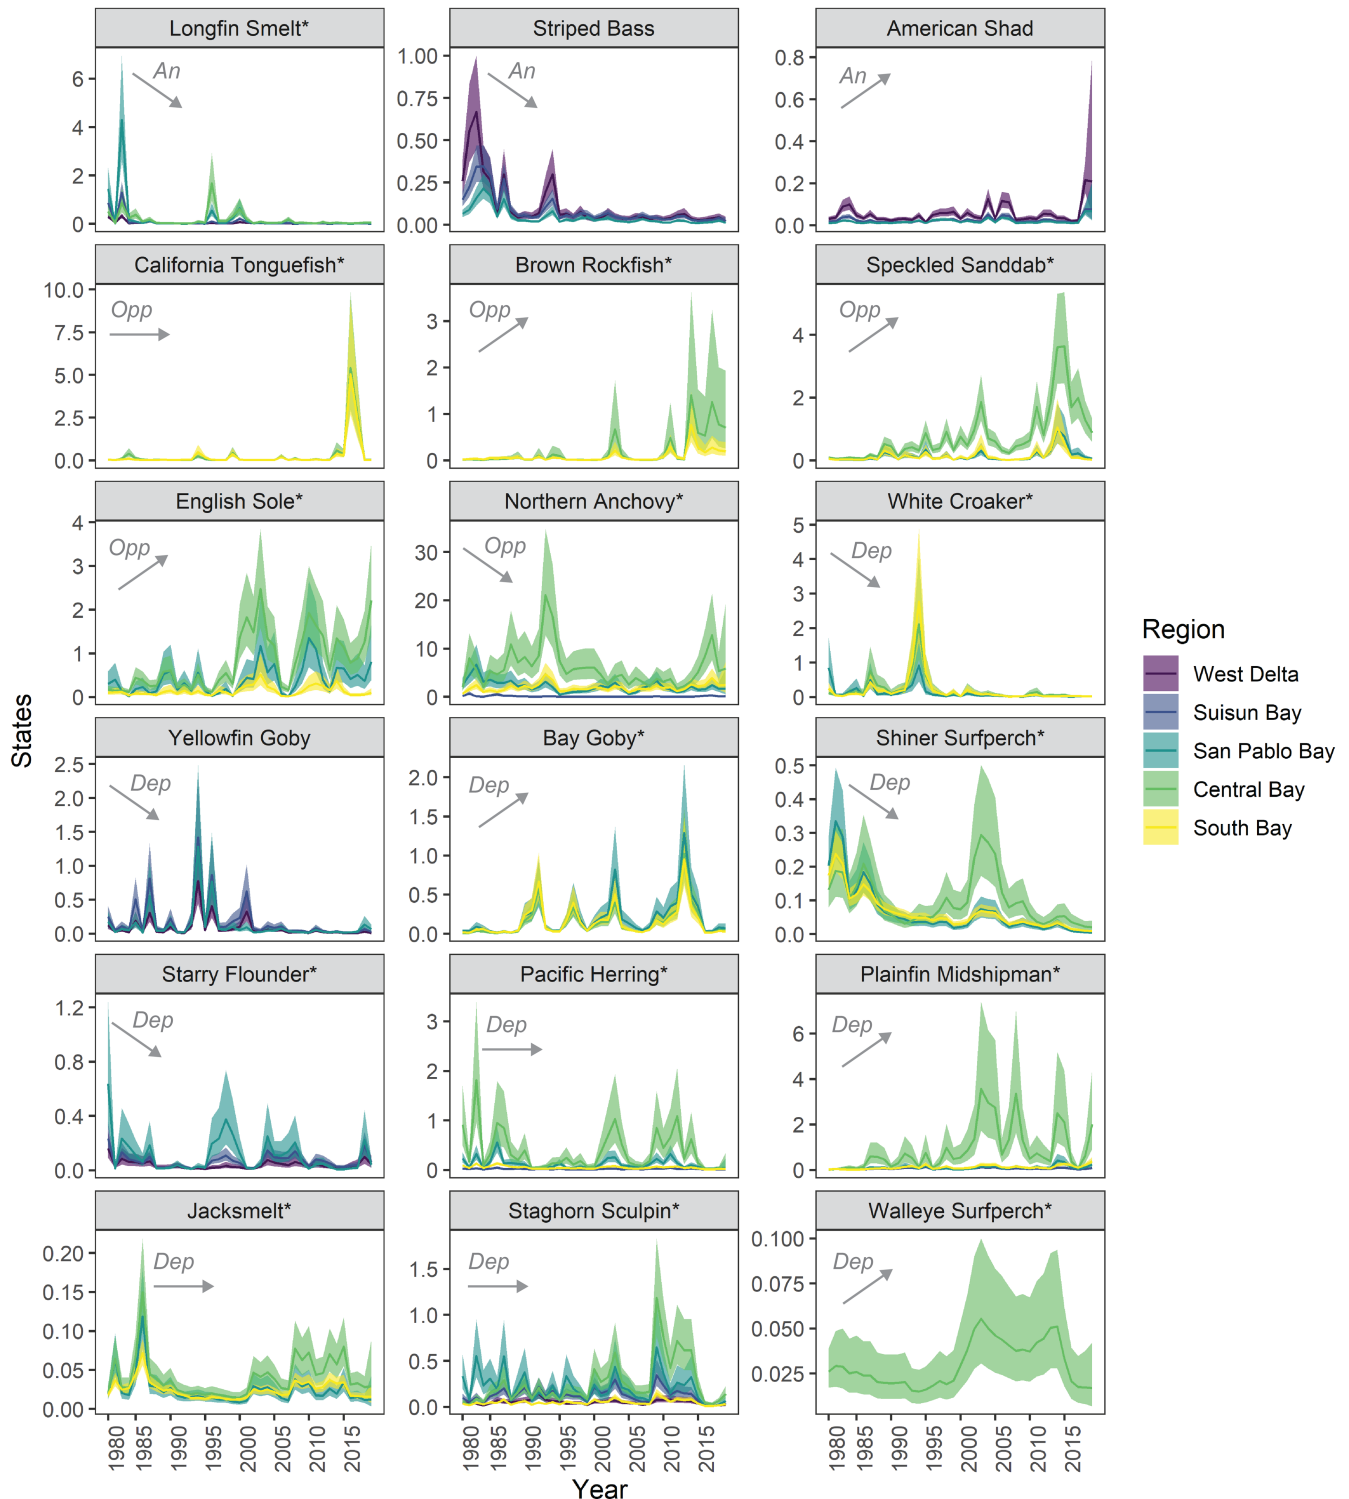 Longfin Smelt*
Striped Bass
American Shad
An
An
An
6
4
2
0
1.00
0.75
0.50
0.25
0.00
0.8
0.6
0.4
0.2
0.0
California Tonguefish*
Brown Rockfish*
Speckled Sanddab*
Opp
Opp
Opp
10.0
7.5
5.0
2.5
0.0
3
2
1
0
4
2
0
English Sole*
Northern Anchovy*
White Croaker*
Opp
Opp
Dep
4
3
2
1
0
30
20
10
0
5
4
3
2
1
0
Yellowfin Goby
Bay Goby*
Shiner Surfperch*
Dep
Dep
Dep
2.5
2.0
1.5
1.0
0.5
0.0
2.0
1.5
1.0
0.5
0.0
0.5
0.4
0.3
0.2
0.1
0.0
Starry Flounder*
Pacific Herring*
Plainfin Midshipman*
Dep
Dep
Dep
1.2
0.8
0.4
0.0
3
2
1
0
6
4
2
0
Jacksmelt*
Staghorn Sculpin*
Walleye Surfperch*
Dep
Dep
Dep
0.20
0.15
0.10
0.05
0.00
1.5
1.0
0.5
0.0
0.100
0.075
0.050
0.025
1980 1985 1990 1995 2000 2005 2010 2015
1980 1985 1990 1995 2000 2005 2010 2015
1980 1985 1990 1995 2000 2005 2010 2015
States
Year
Region
West Delta
Suisun Bay
San Pablo Bay
Central Bay
South Bay